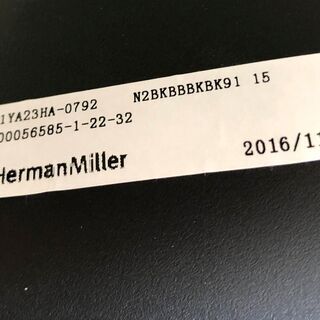 1YA23HA-0792 N2BKBBBKBK91 15
00056585-1-22-32
HermanMiller 2016/11